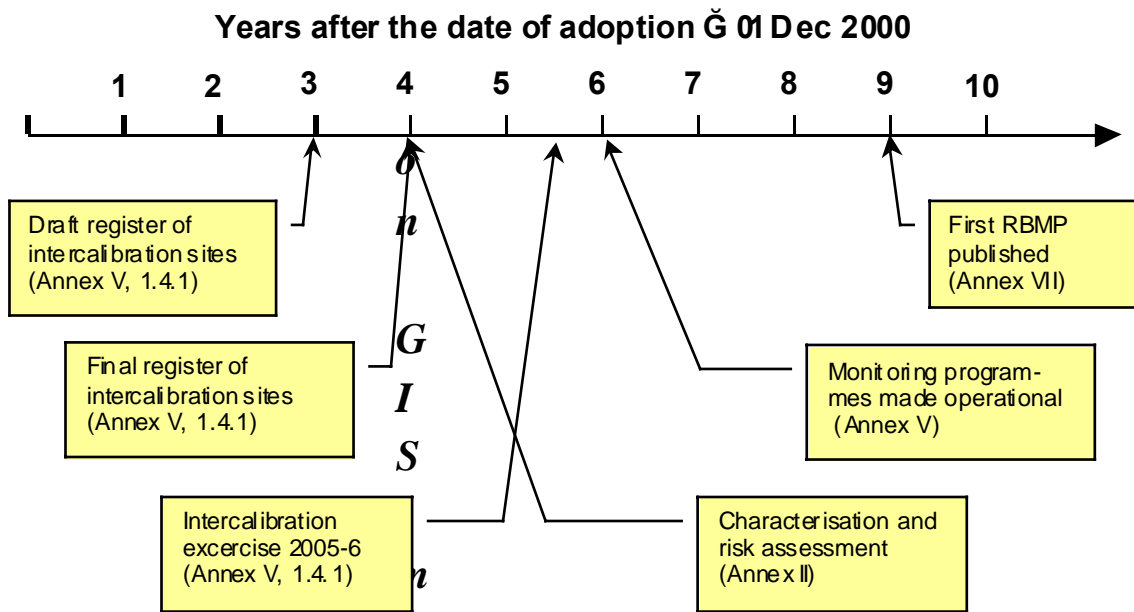 Years after the date of adoption Ğ 01 Dec 2000
1 2 3 4 5 6 7 8 9 10
o
n
G
I
S
Draft register of
intercalibration sites
(Annex V, 1.4.1)
First RBMP
published
(Annex VII)
Final register of
intercalibration sites
(Annex V, 1.4.1)
Monitoring program-
mes made operational
(Annex V)
Intercalibration
excercise 2005-6
(Annex V, 1.4.1)
Characterisation and
risk assessment
(Annex II)